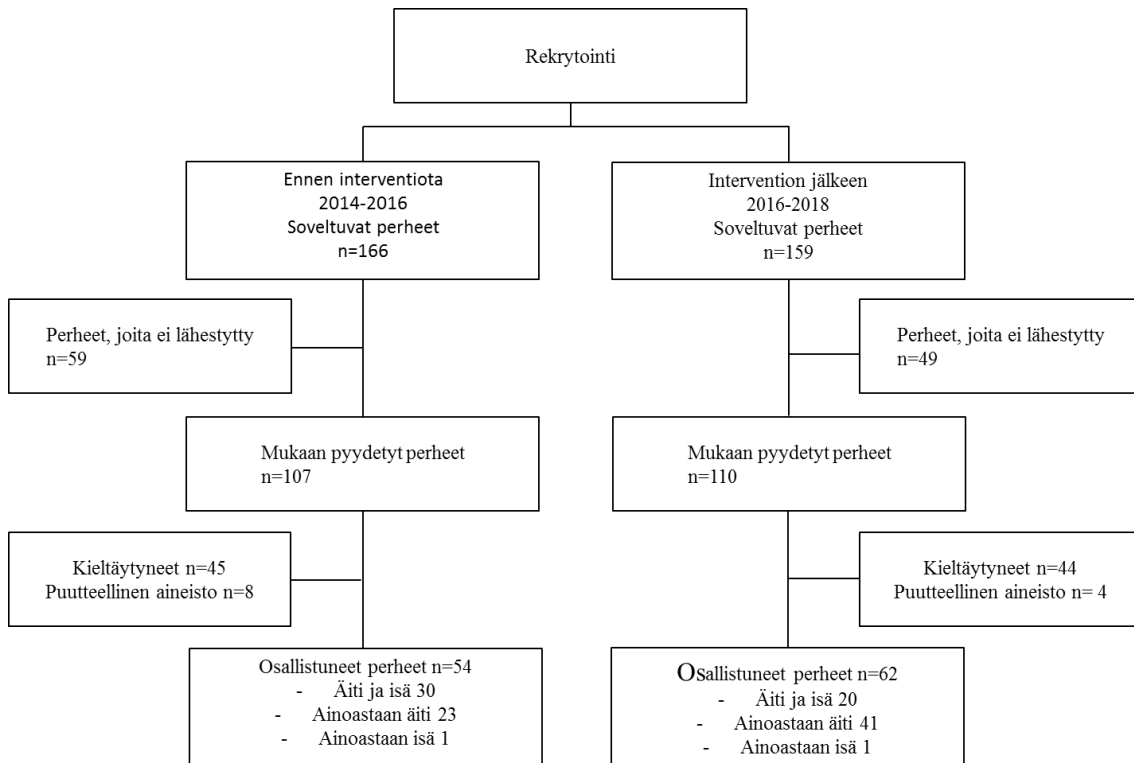 Rekrytointi
Ennen interventiota
2014-2016
Soveltuvat perheet
n=166
Intervention jälkeen
2016-2018
Soveltuvat perheet
n=159
Perheet, joita ei lähestytty
n=59
Perheet, joita ei lähestytty
n=49
Mukaan pyydetyt perheet
n=107
Mukaan pyydetyt perheet
n=110
Kieltäytyneet n=45
Puutteellinen aineisto n=8
Kieltäytyneet n=44
Puutteellinen aineisto n= 4
Osallistuneet perheet n=54
- Äiti ja isä 30
- Ainoastaan äiti 23
- Ainoastaan isä 1
Osallistuneet perheet n=62
- Äiti ja isä 20
- Ainoastaan äiti 41
- Ainoastaan isä 1